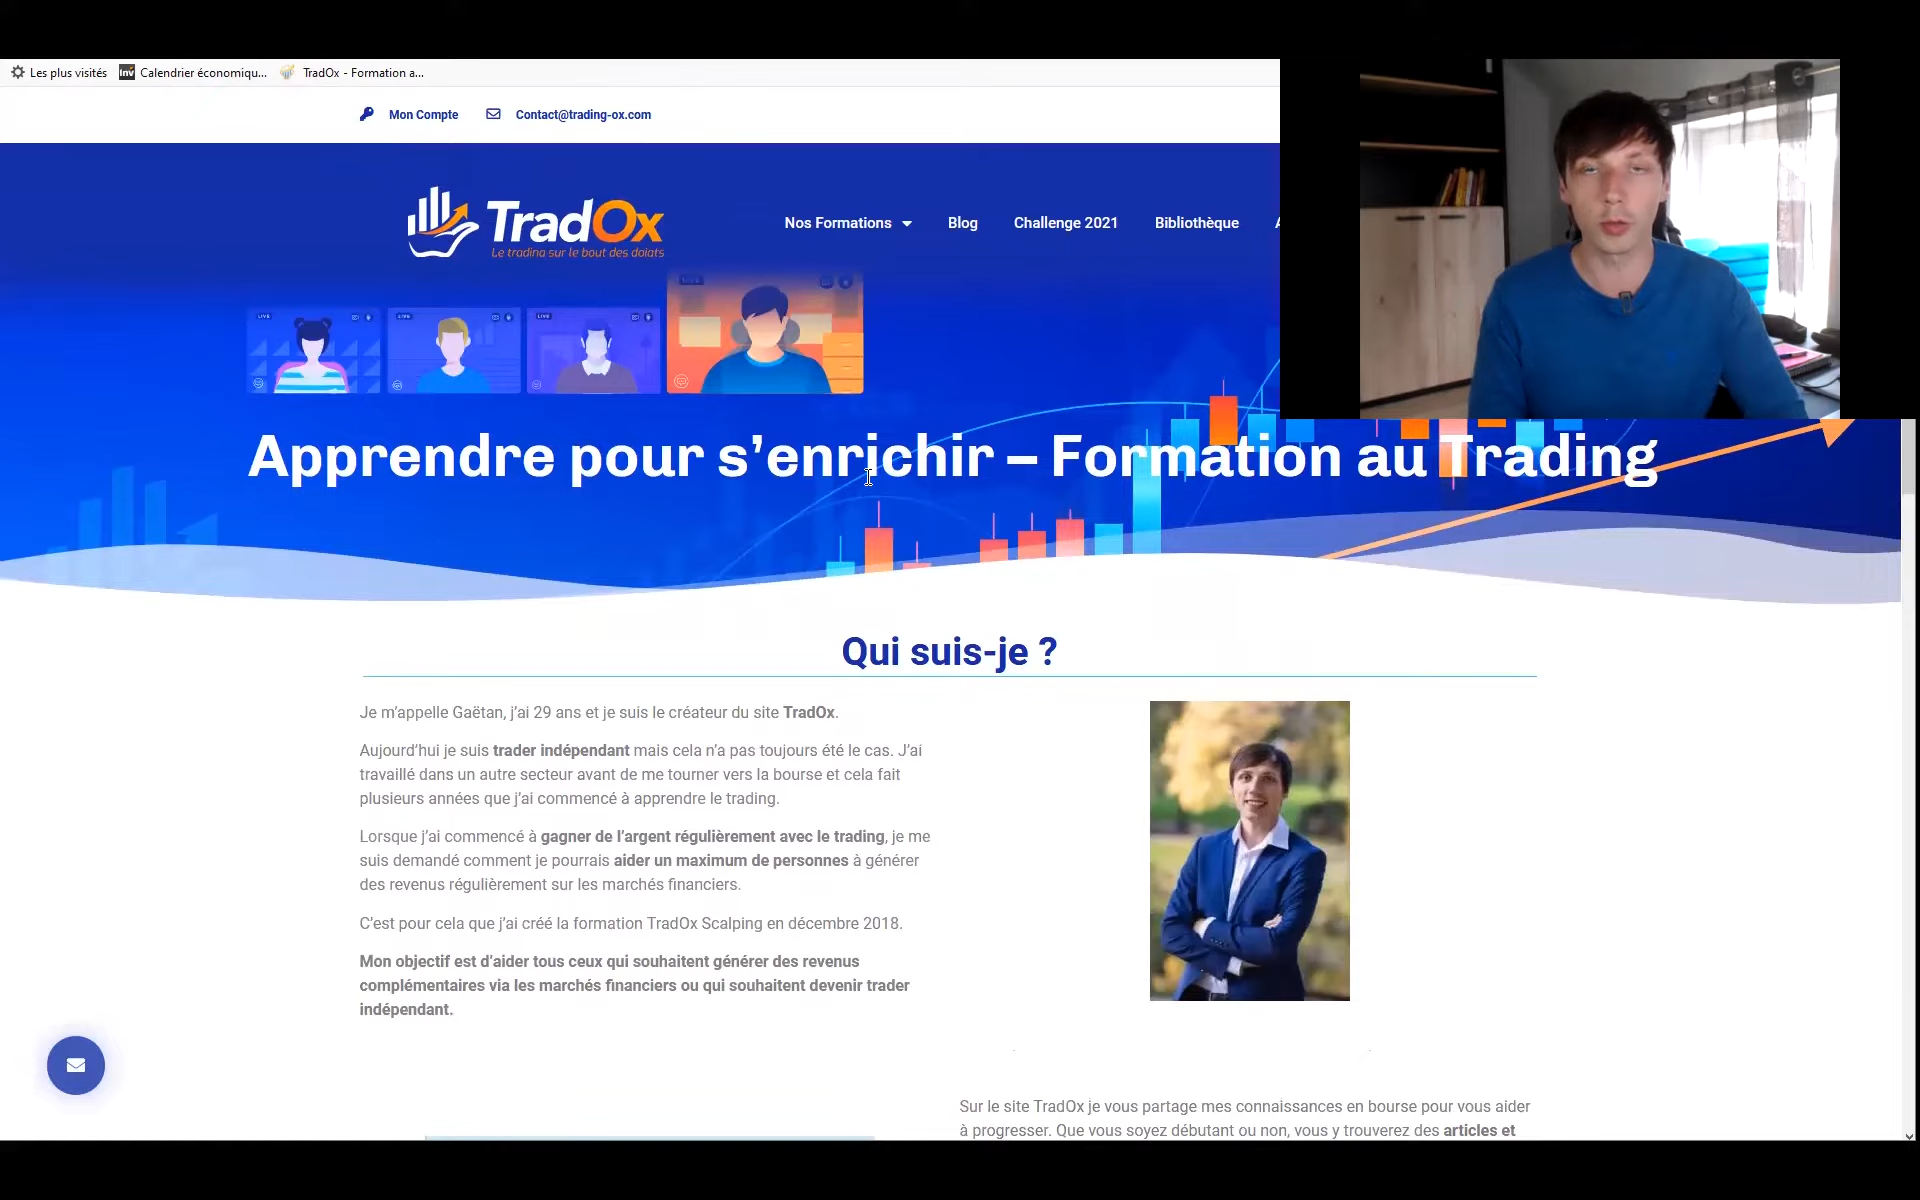 Les plus visités
Calendrier économiqu...
TradOx - Formation a...
Mon Compte
Contact@trading-ox.com
TradOx
Le trading sur le bout des doigts
Nos Formations
Blog
Challenge 2021
Bibliothèque
LIVE
LIVE
LIVE
LIVE
Apprendre pour s’enrichir – Formation au Trading
Qui suis-je ?
Je m’appelle Gaëtan, j’ai 29 ans et je suis le créateur du site TradOx.
Aujourd’hui je suis trader indépendant mais cela n’a pas toujours été le cas. J’ai
travaillé dans un autre secteur avant de me tourner vers la bourse et cela fait
plusieurs années que j’ai commencé à apprendre le trading.
Lorsque j’ai commencé à gagner de l’argent régulièrement avec le trading, je me
suis demandé comment je pourrais aider un maximum de personnes à générer
des revenus régulièrement sur les marchés financiers.
C’est pour cela que j’ai créé la formation TradOx Scalping en décembre 2018.
Mon objectif est d’aider tous ceux qui souhaitent générer des revenus
complémentaires via les marchés financiers ou qui souhaitent devenir trader
indépendant.
Sur le site TradOx je vous partage mes connaissances en bourse pour vous aider
à progresser. Que vous soyez débutant ou non, vous y trouverez des articles et